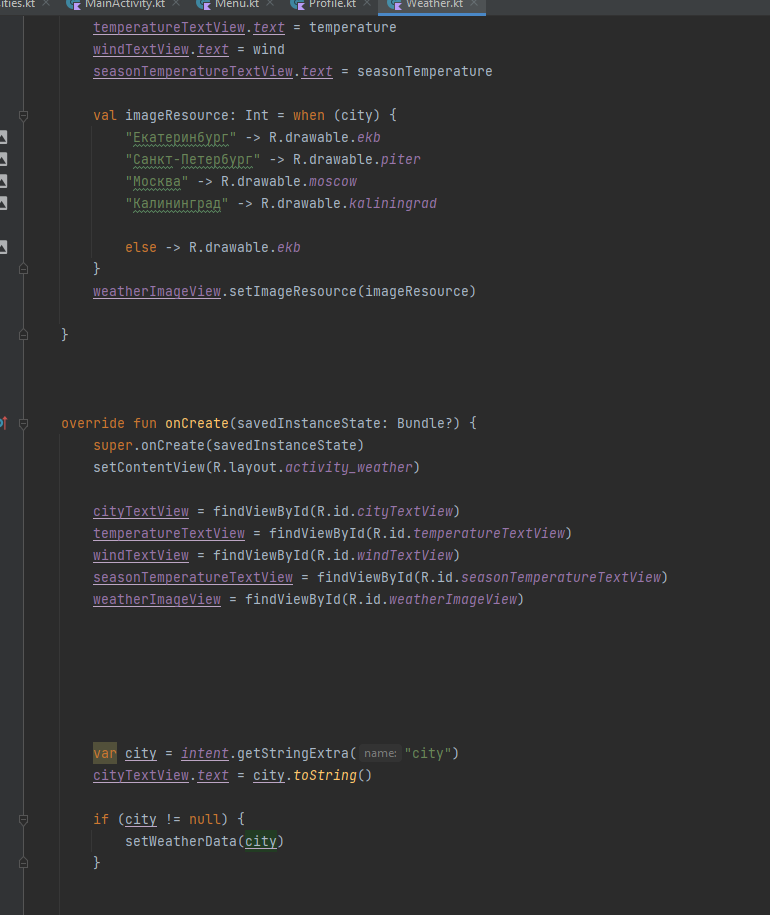 ities.kt MainActivity.kt Menu.kt Profile.kt Weather.kt
temperatureTextView.text = temperature
windTextView.text = wind
seasonTemperatureTextView.text = seasonTemperature
val imageResource: Int = when (city) {
"Екатеринбург" -> R.drawable.ekb
"Санкт-Петербург" -> R.drawable.piter
"Москва" -> R.drawable.moscow
"Калининград" -> R.drawable.kaliningrad
else -> R.drawable.ekb
}
weatherImageView.setImageResource(imageResource)
}
override fun onCreate(savedInstanceState: Bundle?) {
super.onCreate(savedInstanceState)
setContentView(R.layout.activity_weather)
cityTextView = findViewById(R.id.cityTextView)
temperatureTextView = findViewById(R.id.temperatureTextView)
windTextView = findViewById(R.id.windTextView)
seasonTemperatureTextView = findViewById(R.id.seasonTemperatureTextView)
weatherImageView = findViewById(R.id.weatherImageView)
var city = intent.getStringExtra( name: "city")
cityTextView.text = city.toString()
if (city != null) {
setWeatherData(city)
}